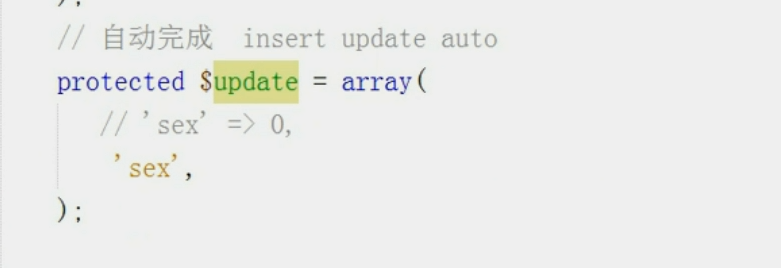 );
// 自动完成  insert update auto
protected $update = array(
// 'sex' => 0,
'sex',
);